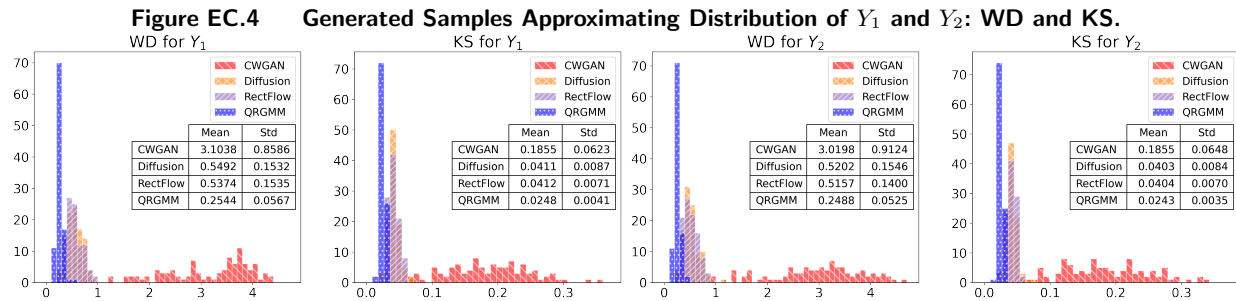 Figure EC.4 Generated Samples Approximating Distribution of Y₁ and Y₂: WD and KS.
WD for Y₁
70
60
50
40
30
20
10
0
0
1
2
3
4
CWGAN
Diffusion
RectFlow
QRGMM
Mean Std
CWGAN 3.1038 0.8586
Diffusion 0.5492 0.1532
RectFlow 0.5374 0.1535
QRGMM 0.2544 0.0567
KS for Y₁
70
60
50
40
30
20
10
0
0.0
0.1
0.2
0.3
CWGAN
Diffusion
RectFlow
QRGMM
Mean Std
CWGAN 0.1855 0.0623
Diffusion 0.0411 0.0087
RectFlow 0.0412 0.0071
QRGMM 0.0248 0.0041
WD for Y₂
70
60
50
40
30
20
10
0
0
1
2
3
4
CWGAN
Diffusion
RectFlow
QRGMM
Mean Std
CWGAN 3.0198 0.9124
Diffusion 0.5202 0.1546
RectFlow 0.5157 0.1400
QRGMM 0.2488 0.0525
KS for Y₂
70
60
50
40
30
20
10
0
0.0
0.1
0.2
0.3
CWGAN
Diffusion
RectFlow
QRGMM
Mean Std
CWGAN 0.1855 0.0648
Diffusion 0.0403 0.0084
RectFlow 0.0404 0.0070
QRGMM 0.0243 0.0035